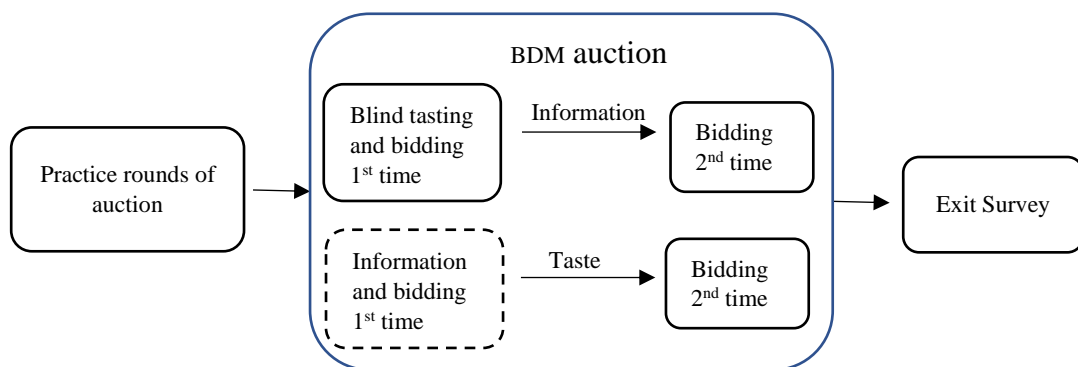 BDM auction
Practice rounds of
auction
Blind tasting
and bidding
1st time
Information
Bidding
2nd time
Information
and bidding
1st time
Taste
Bidding
2nd time
Exit Survey